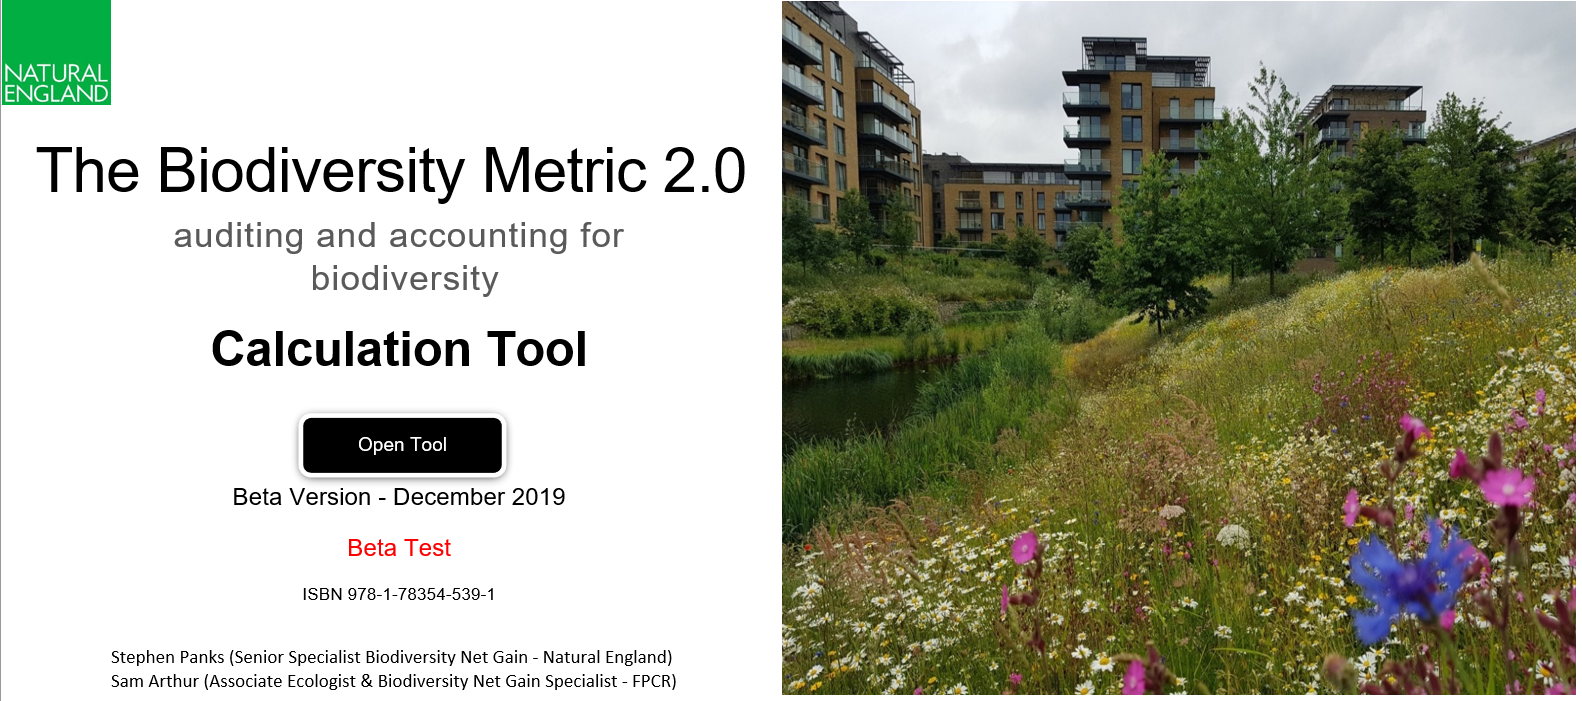 NATURAL
ENGLAND
The Biodiversity Metric 2.0
auditing and accounting for
biodiversity
Calculation Tool
Open Tool
Beta Version - December 2019
Beta Test
ISBN 978-1-78354-539-1
Stephen Panks (Senior Specialist Biodiversity Net Gain - Natural England)
Sam Arthur (Associate Ecologist & Biodiversity Net Gain Specialist - FPCR)